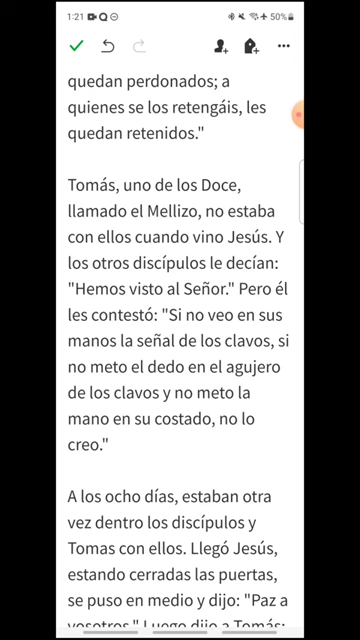 1:21
50%
quedan perdonados; a
quienes se los retengáis, les
quedan retenidos."
Tomás, uno de los Doce,
llamado el Mellizo, no estaba
con ellos cuando vino Jesús. Y
los otros discípulos le decían:
"Hemos visto al Señor." Pero él
les contestó: "Si no veo en sus
manos la señal de los clavos, si
no meto el dedo en el agujero
de los clavos y no meto la
mano en su costado, no lo
creo."
A los ocho días, estaban otra
vez dentro los discípulos y
Tomas con ellos. Llegó Jesús,
estando cerradas las puertas,
se puso en medio y dijo: "Paz a
vosotros." Luego dijo a Tomás: